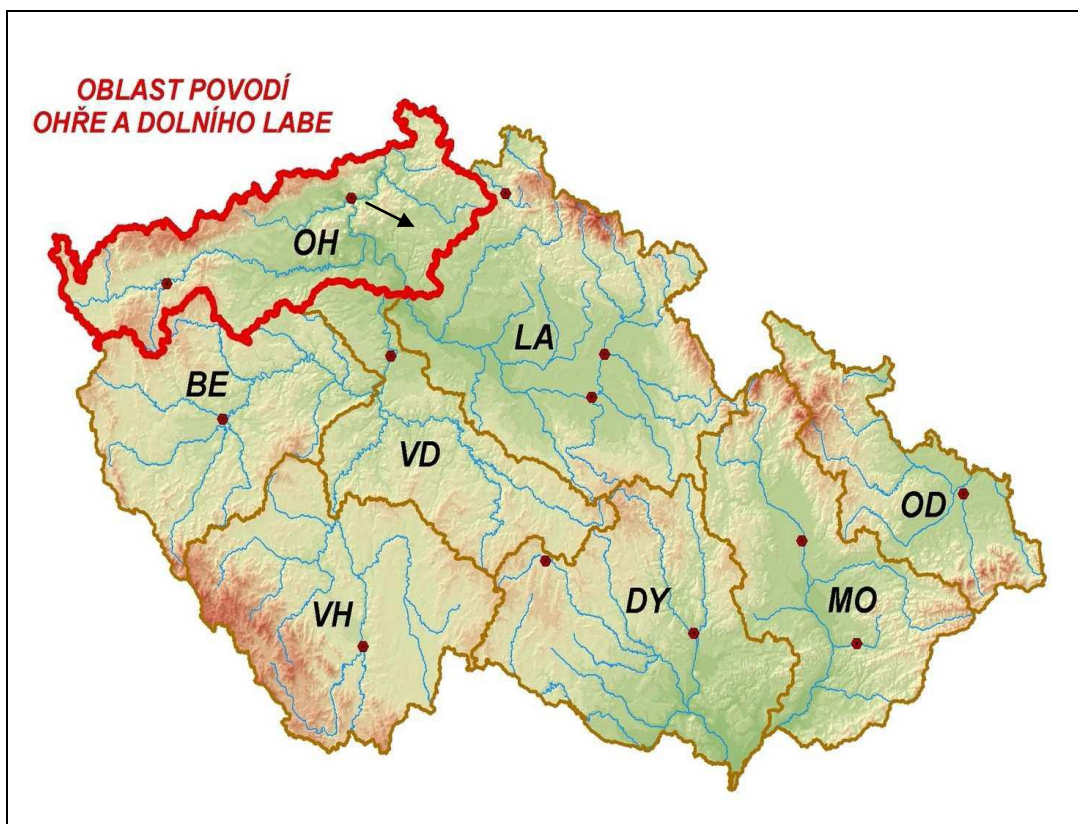 OBLAST POVODÍ
OHŘE A DOLNÍHO LABE
OH
LA
BE
VD
OD
VH
DY
MO